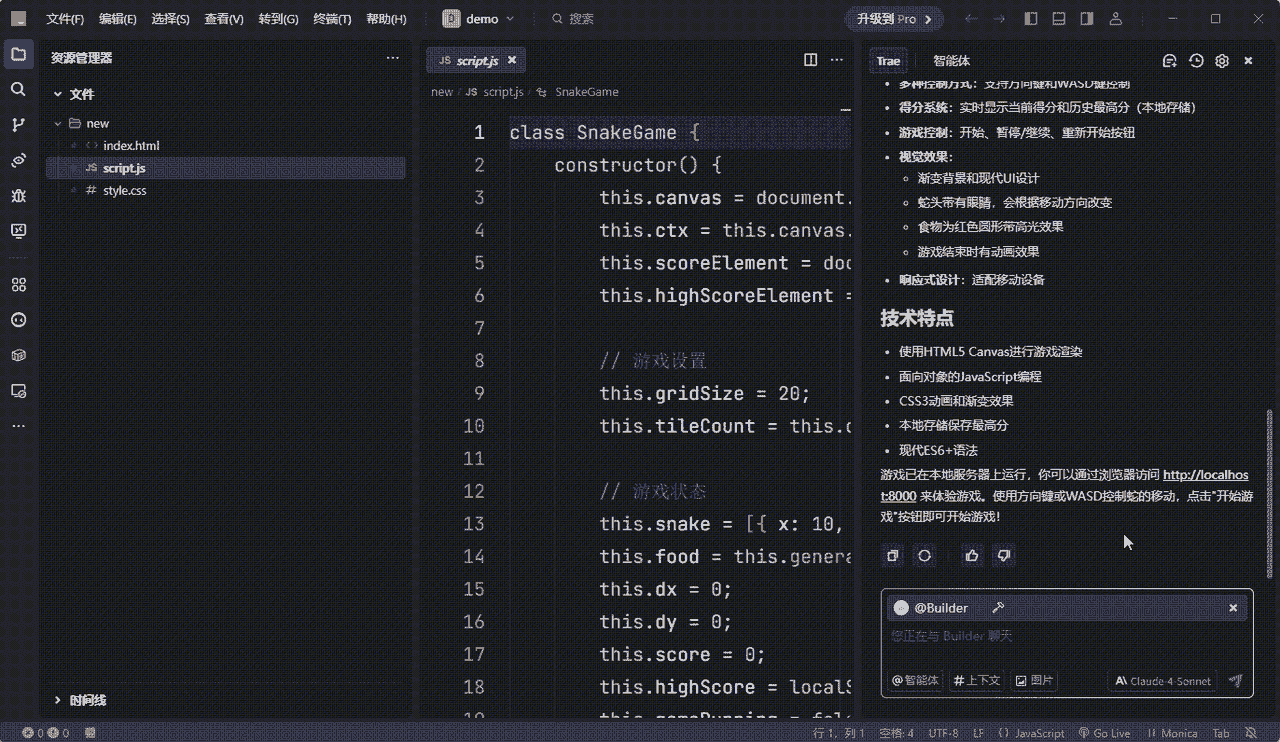 文件(F) 编辑(E) 选择(S) 查看(V) 转到(G) 终端(T) 帮助(H) D demo 搜索 升级到 Pro
资源管理器
文件
new
index.html
JS script.js
# style.css
时间线
JS script.js
new / JS script.js / SnakeGame
1 class SnakeGame {
2 constructor() {
3 this.canvas = document.
4 this.ctx = this.canvas.
5 this.scoreElement = doc
6 this.highScoreElement =
7
8 // 游戏设置
9 this.gridSize = 20;
10 this.tileCount = this.c
11
12 // 游戏状态
13 this.snake = [{ x: 10,
14 this.food = this.genera
15 this.dx = 0;
16 this.dy = 0;
17 this.score = 0;
18 this.highScore = localS
19 this.gameRunning = fals
Trae 智能体
• 多种控制方式：支持方向键和WASD键控制
• 得分系统：实时显示当前得分和历史最高分（本地存储）
• 游戏控制：开始、暂停/继续、重新开始按钮
• 视觉效果：
渐变背景和现代UI设计
蛇头带有眼睛，会根据移动方向改变
食物为红色圆形带高光效果
游戏结束时有动画效果
• 响应式设计：适配移动设备
技术特点
• 使用HTML5 Canvas进行游戏渲染
• 面向对象的JavaScript编程
• CSS3动画和渐变效果
• 本地存储保存最高分
• 现代ES6+语法
游戏已在本地服务器上运行，你可以通过浏览器访问 http://localhos
t:8000 来体验游戏。使用方向键或WASD控制蛇的移动，点击"开始游
戏"按钮即可开始游戏！
@Builder
您正在与 Builder 聊天
@智能体 # 上下文 图片 Claude-4-Sonnet
0 0 行 1，列 1 空格: 4 UTF-8 LF JavaScript Go Live Monica Tab